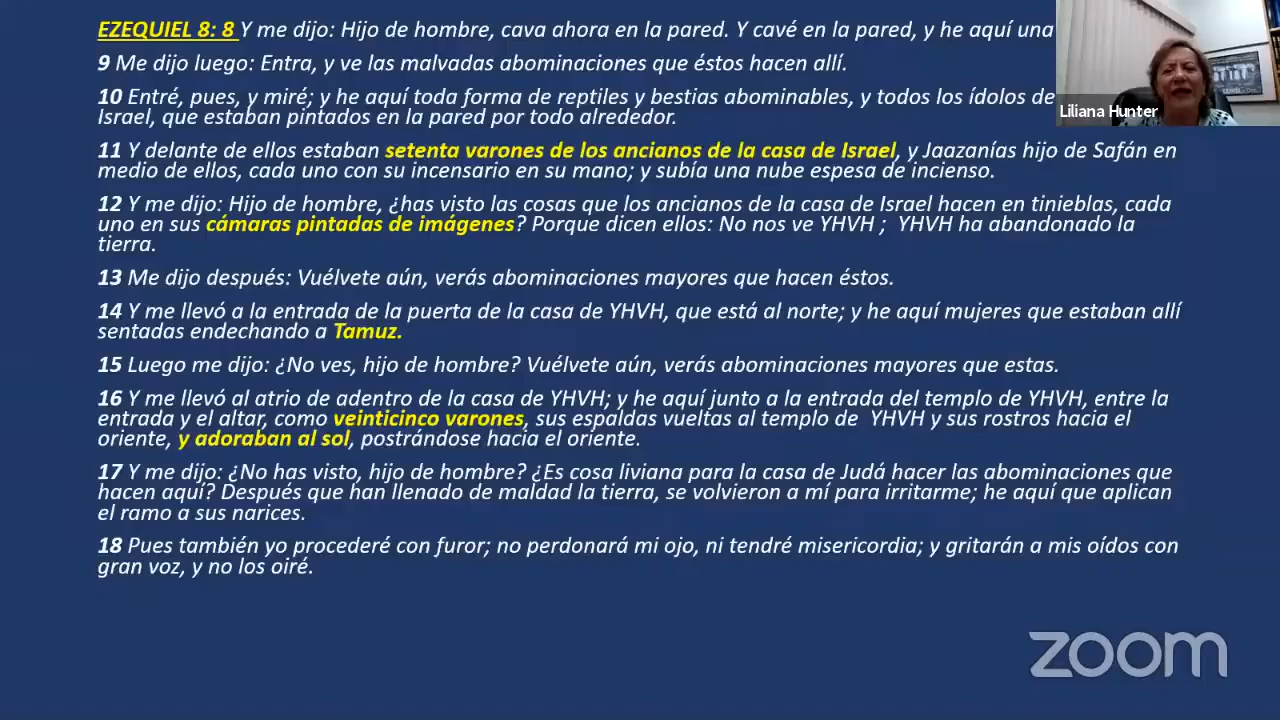 EZEQUIEL 8: 8 Y me dijo: Hijo de hombre, cava ahora en la pared. Y cavé en la pared, y he aquí una
9 Me dijo luego: Entra, y ve las malvadas abominaciones que éstos hacen allí.
10 Entré, pues, y miré; y he aquí toda forma de reptiles y bestias abominables, y todos los ídolos de
Israel, que estaban pintados en la pared por todo alrededor.
Liliana Hunter
11 Y delante de ellos estaban setenta varones de los ancianos de la casa de Israel, y Jaazanías hijo de Safán en
medio de ellos, cada uno con su incensario en su mano; y subía una nube espesa de incienso.
12 Y me dijo: Hijo de hombre, ¿has visto las cosas que los ancianos de la casa de Israel hacen en tinieblas, cada
uno en sus cámaras pintadas de imágenes? Porque dicen ellos: No nos ve YHVH ; YHVH ha abandonado la
tierra.
13 Me dijo después: Vuélvete aún, verás abominaciones mayores que hacen éstos.
14 Y me llevó a la entrada de la puerta de la casa de YHVH, que está al norte; y he aquí mujeres que estaban allí
sentadas endechando a Tamuz.
15 Luego me dijo: ¿No ves, hijo de hombre? Vuélvete aún, verás abominaciones mayores que estas.
16 Y me llevó al atrio de adentro de la casa de YHVH; y he aquí junto a la entrada del templo de YHVH, entre la
entrada y el altar, como veinticinco varones, sus espaldas vueltas al templo de YHVH y sus rostros hacia el
oriente, y adoraban al sol, postrándose hacia el oriente.
17 Y me dijo: ¿No has visto, hijo de hombre? ¿Es cosa liviana para la casa de Judá hacer las abominaciones que
hacen aquí? Después que han llenado de maldad la tierra, se volvieron a mí para irritarme; he aquí que aplican
el ramo a sus narices.
18 Pues también yo procederé con furor; no perdonará mi ojo, ni tendré misericordia; y gritarán a mis oídos con
gran voz, y no los oiré.
zoom